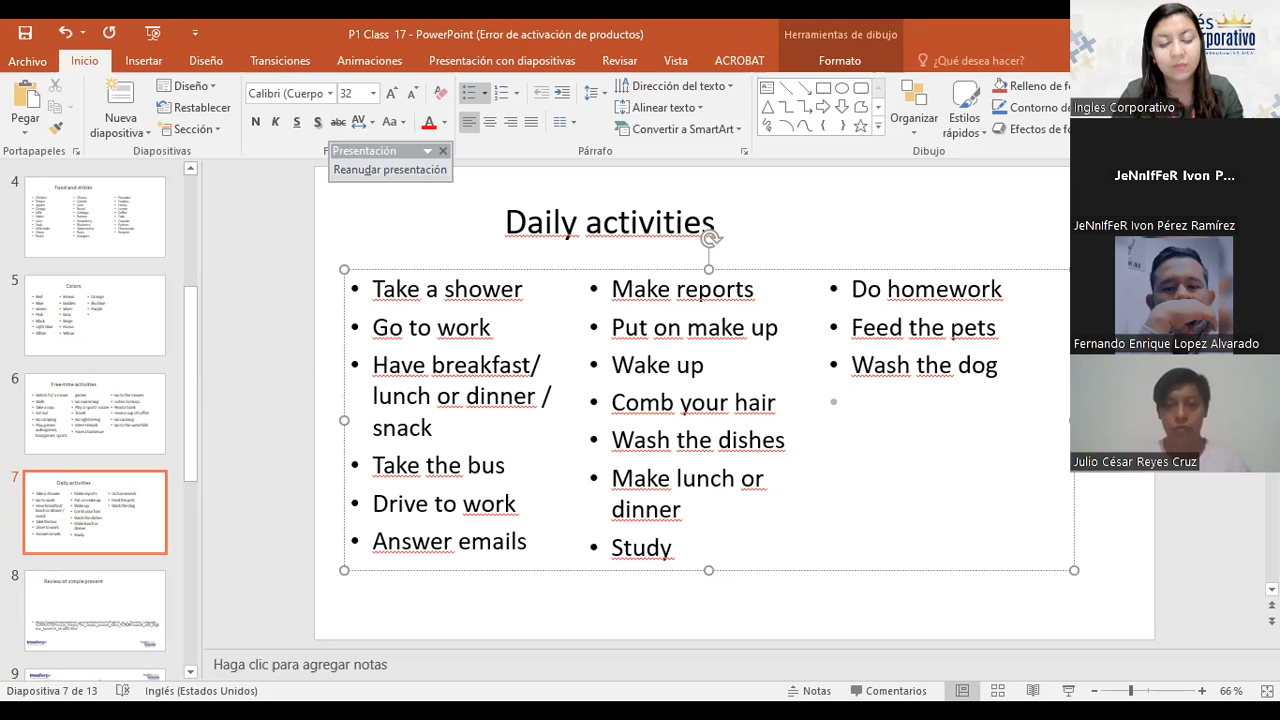 P1 Class 17 - PowerPoint (Error de activación de productos)
Herramientas de dibujo
Archivo Inicio Insertar Diseño Transiciones Animaciones Presentación con diapositivas Revisar Vista ACROBAT Formato ¿Qué desea hacer?
Pegar
Nueva diapositiva
Diseño
Restablecer
Sección
Calibri (Cuerpo 32
Dirección del texto
Alinear texto
Convertir a SmartArt
Organizar
Estilos rápidos
Relleno de
Contorno de
Efectos de fo
Portapapeles Diapositivas Párrafo Dibujo
Presentación
Reanudar presentación
Daily activities
Take a shower
Go to work
Have breakfast/
lunch or dinner /
snack
Take the bus
Drive to work
Answer emails
Make reports
Put on make up
Wake up
Comb your hair
Wash the dishes
Make lunch or
dinner
Study
Do homework
Feed the pets
Wash the dog
4
Food and drinks
5
Colors
6
Free-time activities
7
Daily activities
8
Review of simple present
9
Haga clic para agregar notas
Diapositiva 7 de 13 Inglés (Estados Unidos) Notas Comentarios 66 %
Ingles Corporativo
JeNnIfFeR Ivon P...
JeNnIfFeR Ivon Pérez Ramírez
Fernando Enrique Lopez Alvarado
Julio César Reyes Cruz